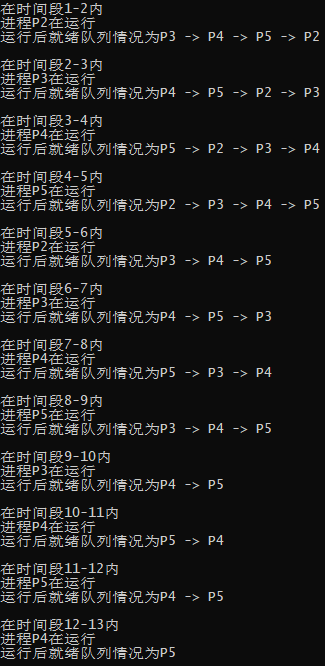 在时间段1-2内
进程P2在运行
运行后就绪队列情况为P3 -> P4 -> P5 -> P2
在时间段2-3内
进程P3在运行
运行后就绪队列情况为P4 -> P5 -> P2 -> P3
在时间段3-4内
进程P4在运行
运行后就绪队列情况为P5 -> P2 -> P3 -> P4
在时间段4-5内
进程P5在运行
运行后就绪队列情况为P2 -> P3 -> P4 -> P5
在时间段5-6内
进程P2在运行
运行后就绪队列情况为P3 -> P4 -> P5
在时间段6-7内
进程P3在运行
运行后就绪队列情况为P4 -> P5 -> P3
在时间段7-8内
进程P4在运行
运行后就绪队列情况为P5 -> P3 -> P4
在时间段8-9内
进程P5在运行
运行后就绪队列情况为P3 -> P4 -> P5
在时间段9-10内
进程P3在运行
运行后就绪队列情况为P4 -> P5
在时间段10-11内
进程P4在运行
运行后就绪队列情况为P5 -> P4
在时间段11-12内
进程P5在运行
运行后就绪队列情况为P4 -> P5
在时间段12-13内
进程P4在运行
运行后就绪队列情况为P5